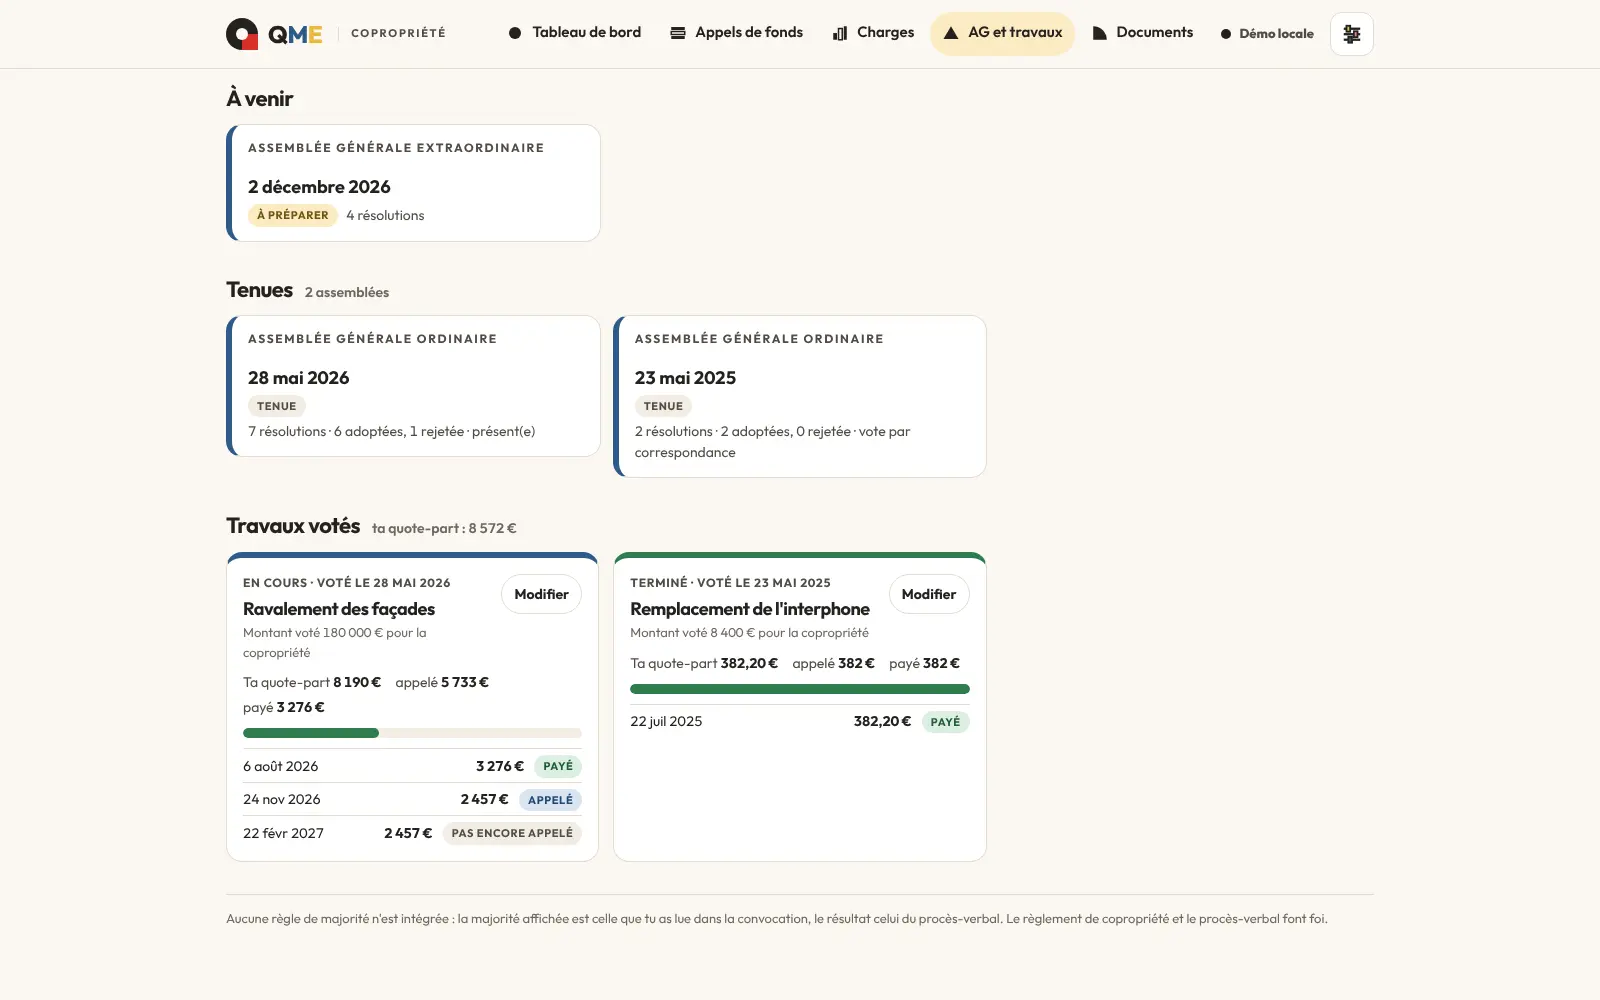 QME COPROPRIÉTÉ Tableau de bord Appels de fonds Charges AG et travaux Documents Démo locale
À venir
ASSEMBLÉE GÉNÉRALE EXTRAORDINAIRE
2 décembre 2026
À PRÉPARER 4 résolutions
Tenues 2 assemblées
ASSEMBLÉE GÉNÉRALE ORDINAIRE
28 mai 2026
TENUE
7 résolutions · 6 adoptées, 1 rejetée · présent(e)
ASSEMBLÉE GÉNÉRALE ORDINAIRE
23 mai 2025
TENUE
2 résolutions · 2 adoptées, 0 rejetée · vote par
correspondance
Travaux votés ta quote-part : 8 572 €
EN COURS · VOTÉ LE 28 MAI 2026
Modifier
Ravalement des façades
Montant voté 180 000 € pour la
copropriété
Ta quote-part 8 190 € appelé 5 733 €
payé 3 276 €
6 août 2026 3 276 € PAYÉ
24 nov 2026 2 457 € APPELÉ
22 févr 2027 2 457 € PAS ENCORE APPELÉ
TERMINÉ · VOTÉ LE 23 MAI 2025
Modifier
Remplacement de l'interphone
Montant voté 8 400 € pour la copropriété
Ta quote-part 382,20 € appelé 382 € payé 382 €
22 juil 2025 382,20 € PAYÉ
Aucune règle de majorité n'est intégrée : la majorité affichée est celle que tu as lue dans la convocation, le résultat celui du procès-verbal. Le règlement de copropriété et le procès-verbal font foi.